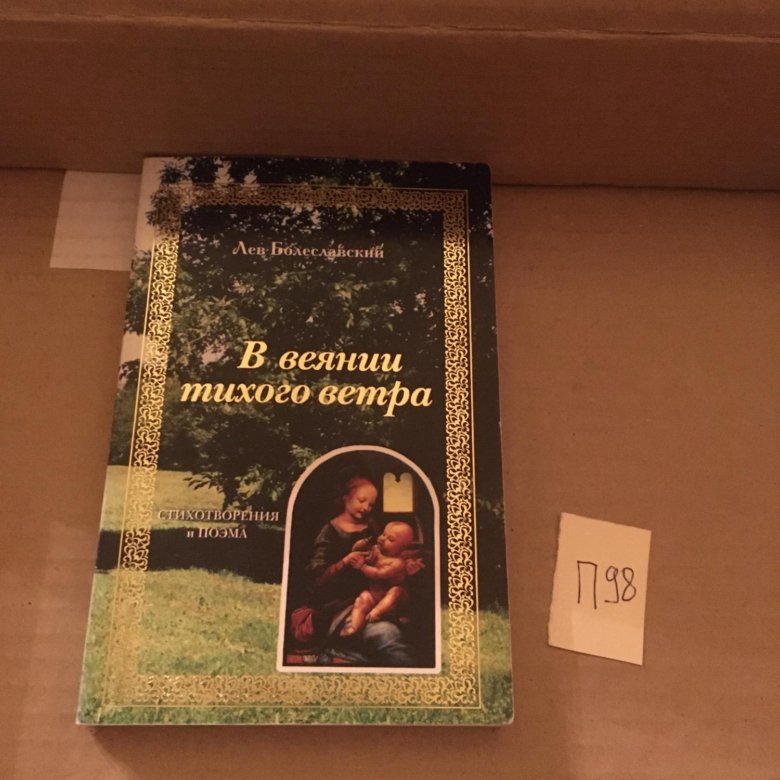 Лев Болеславский
В веянии
тихого ветра
СТИХОТВОРЕНИЯ
и ПОЭМА
П98